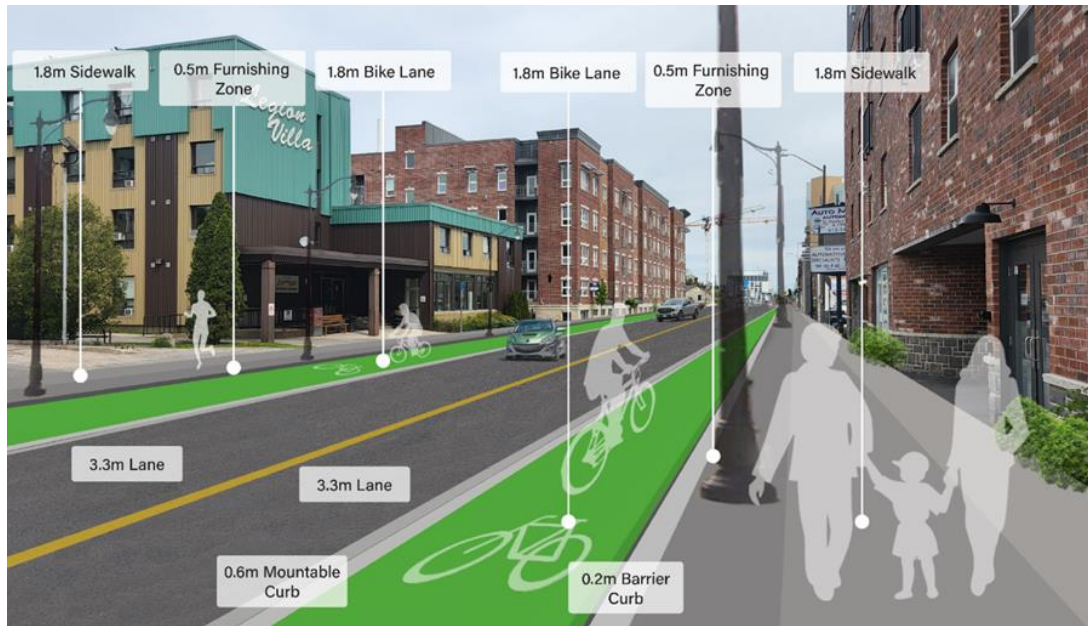 1.8m Sidewalk
0.5m Furnishing
Zone
1.8m Bike Lane
1.8m Bike Lane
0.5m Furnishing
Zone
1.8m Sidewalk
Legion
Villa
3.3m Lane
3.3m Lane
0.6m Mountable
Curb
0.2m Barrier
Curb